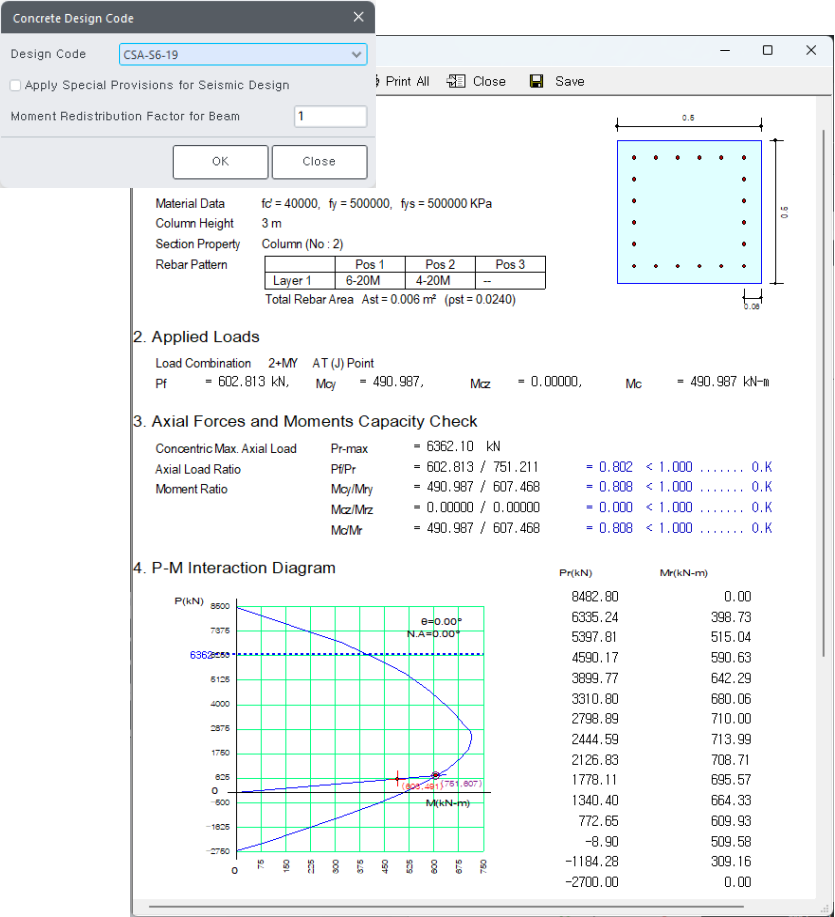 Concrete Design Code
Design Code CSA-S6-19
Apply Special Provisions for Seismic Design
Moment Redistribution Factor for Beam 1
OK Close
Print All Close Save
0.5
0.5
0.06
Material Data fc' = 40000, fy = 500000, fys = 500000 KPa
Column Height 3 m
Section Property Column (No : 2)
Rebar Pattern Pos 1 Pos 2 Pos 3
Layer 1 6-20M 4-20M --
Total Rebar Area Ast = 0.006 m² (ρst = 0.0240)
2. Applied Loads
Load Combination 2+MY AT (J) Point
Pf = 602.813 kN, Mcy = 490.987, Mcz = 0.00000, Mc = 490.987 kN-m
3. Axial Forces and Moments Capacity Check
Concentric Max. Axial Load Pr-max = 6362.10 kN
Axial Load Ratio Pf/Pr = 602.813 / 751.211 = 0.802 < 1.000 ....... O.K
Moment Ratio Mcy/Mry = 490.987 / 607.468 = 0.808 < 1.000 ....... O.K
Mcz/Mrz = 0.00000 / 0.00000 = 0.000 < 1.000 ....... O.K
Mc/Mr = 490.987 / 607.468 = 0.808 < 1.000 ....... O.K
4. P-M Interaction Diagram
P(kN)
8500
7375
6362
5125
4000
2875
1750
625
0
-500
-1625
-2750
θ=0.00°
N.A=0.00°
(603,491) (751,607)
M(kN-m)
0 75 150 225 300 375 450 525 600 675 750
Pr(kN) Mr(kN-m)
8482.80 0.00
6335.24 398.73
5397.81 515.04
4590.17 590.63
3899.77 642.29
3310.80 680.06
2798.89 710.00
2444.59 713.99
2126.83 708.71
1778.11 695.57
1340.40 664.33
772.65 609.93
-8.90 509.58
-1184.28 309.16
-2700.00 0.00